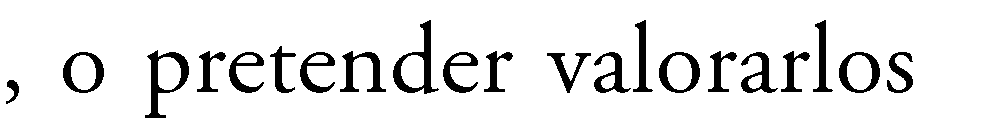 , o pretender valorarlos